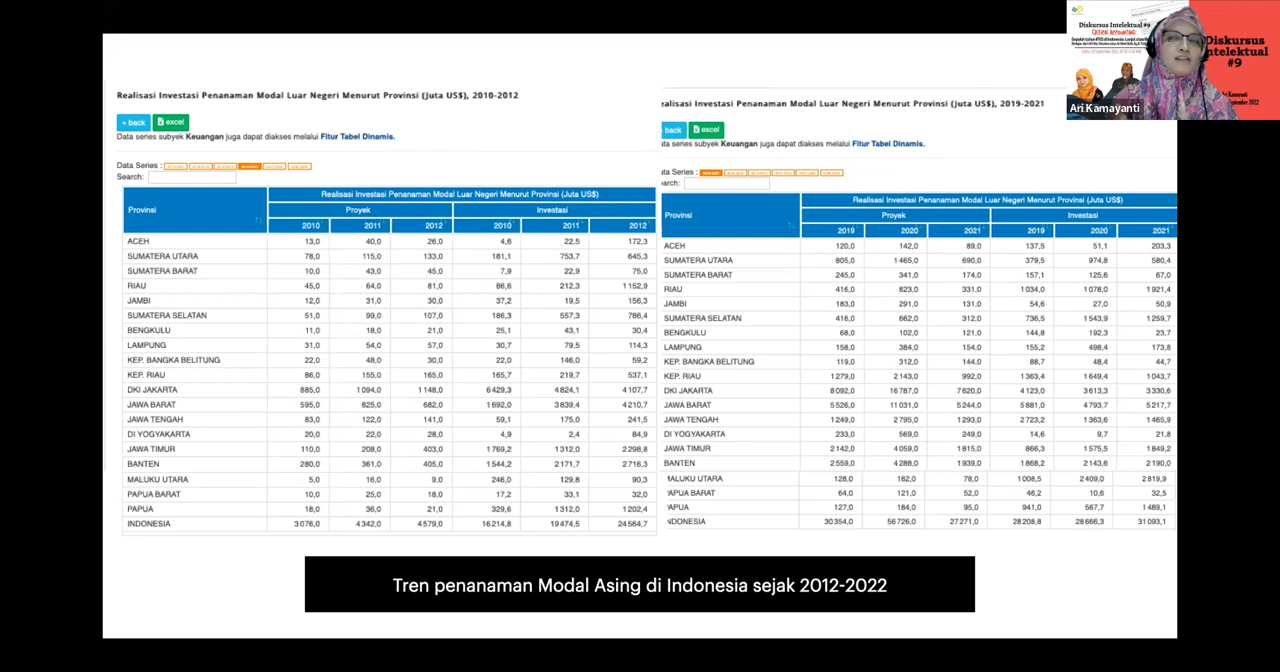 Realisasi Investasi Penanaman Modal Luar Negeri Menurut Provinsi (Juta US$), 2010-2012
« back
excel
Data series subyek Keuangan juga dapat diakses melalui Fitur Tabel Dinamis.
Data Series :
Search:
Provinsi
Realisasi Investasi Penanaman Modal Luar Negeri Menurut Provinsi (Juta US$)
Proyek Investasi
2010 2011 2012 2010 2011 2012
ACEH 13,0 40,0 26,0 4,6 22,5 172,3
SUMATERA UTARA 78,0 115,0 133,0 181,1 753,7 645,3
SUMATERA BARAT 10,0 43,0 45,0 7,9 22,9 75,0
RIAU 45,0 64,0 81,0 86,6 212,3 1 152,9
JAMBI 12,0 31,0 30,0 37,2 19,5 156,3
SUMATERA SELATAN 51,0 99,0 107,0 186,3 557,3 786,4
BENGKULU 11,0 18,0 21,0 25,1 43,1 30,4
LAMPUNG 31,0 54,0 57,0 30,7 79,5 114,3
KEP. BANGKA BELITUNG 22,0 48,0 30,0 22,0 146,0 59,2
KEP. RIAU 86,0 155,0 165,0 165,7 219,7 537,1
DKI JAKARTA 885,0 1 094,0 1 148,0 6 429,3 4 824,1 4 107,7
JAWA BARAT 595,0 825,0 682,0 1 692,0 3 839,4 4 210,7
JAWA TENGAH 83,0 122,0 141,0 59,1 175,0 241,5
DI YOGYAKARTA 20,0 22,0 28,0 4,9 2,4 84,9
JAWA TIMUR 110,0 208,0 403,0 1 769,2 1 312,0 2 298,8
BANTEN 280,0 361,0 405,0 1 544,2 2 171,7 2 716,3
MALUKU UTARA 5,0 16,0 9,0 246,0 129,8 90,3
PAPUA BARAT 10,0 25,0 18,0 17,2 33,1 32,0
PAPUA 18,0 36,0 21,0 329,6 1 312,0 1 202,4
INDONESIA 3 076,0 4 342,0 4 579,0 16 214,8 19 474,5 24 564,7
ealisasi Investasi Penanaman Modal Luar Negeri Menurut Provinsi (Juta US$), 2019-2021
back
excel
ata series subyek Keuangan juga dapat diakses melalui Fitur Tabel Dinamis.
ata Series :
arch:
Provinsi
Realisasi Investasi Penanaman Modal Luar Negeri Menurut Provinsi (Juta US$)
Proyek Investasi
2019 2020 2021 2019 2020 2021
ACEH 120,0 142,0 89,0 137,5 51,1 203,3
SUMATERA UTARA 805,0 1 465,0 690,0 379,5 974,8 580,4
SUMATERA BARAT 245,0 341,0 174,0 157,1 125,6 67,0
RIAU 416,0 823,0 331,0 1 034,0 1 078,0 1 921,4
JAMBI 183,0 291,0 131,0 54,6 27,0 50,9
SUMATERA SELATAN 416,0 662,0 312,0 736,5 1 543,9 1 259,7
BENGKULU 68,0 102,0 121,0 144,8 192,3 23,7
LAMPUNG 158,0 384,0 154,0 155,2 498,4 173,8
KEP. BANGKA BELITUNG 119,0 312,0 144,0 88,7 48,4 44,7
KEP. RIAU 1 279,0 2 143,0 992,0 1 363,4 1 649,4 1 043,7
DKI JAKARTA 8 092,0 16 787,0 7 620,0 4 123,0 3 613,3 3 330,6
JAWA BARAT 5 526,0 11 031,0 5 244,0 5 881,0 4 793,7 5 217,7
JAWA TENGAH 1 249,0 2 795,0 1 293,0 2 723,2 1 363,6 1 465,9
DI YOGYAKARTA 233,0 569,0 249,0 14,6 9,7 21,8
JAWA TIMUR 2 142,0 4 059,0 1 815,0 866,3 1 575,5 1 849,2
BANTEN 2 559,0 4 288,0 1 939,0 1 868,2 2 143,6 2 190,0
MALUKU UTARA 128,0 182,0 78,0 1 008,5 2 409,0 2 819,9
PAPUA BARAT 64,0 121,0 52,0 46,2 10,6 32,5
APUA 127,0 184,0 95,0 941,0 567,7 1 489,1
NDONESIA 30 354,0 56 726,0 27 271,0 28 208,8 28 666,3 31 093,1
Tren penanaman Modal Asing di Indonesia sejak 2012-2022
Diskursus Intelektual #9
Diskursus
ntelektual
#9
Ari Kamayanti